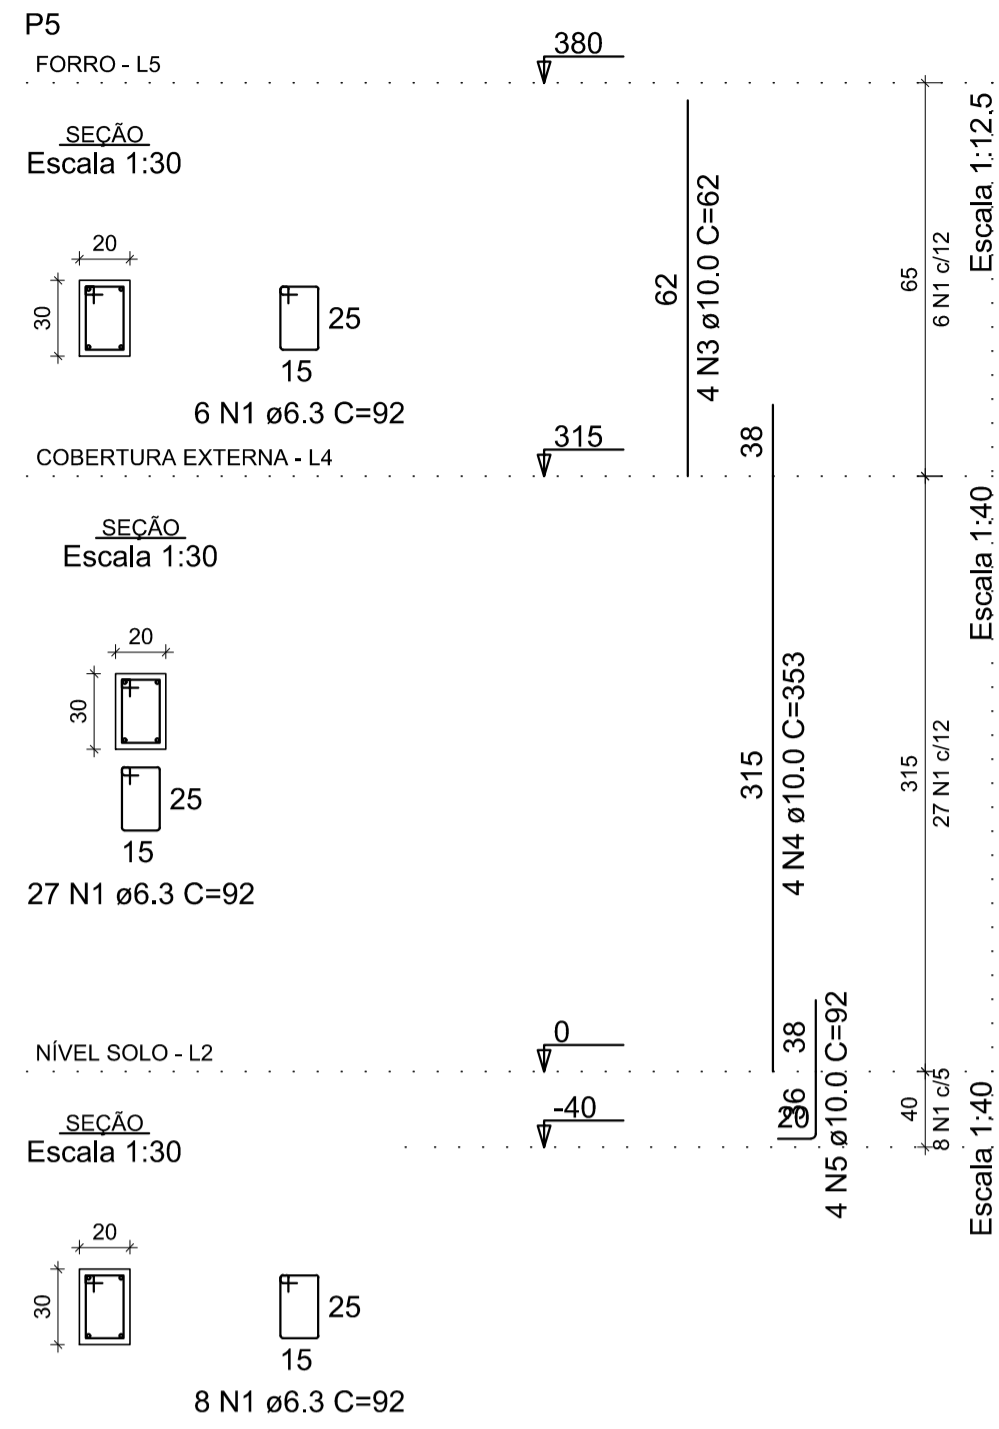 P5
FORRO - L5
380
SEÇÃO
Escala 1:30
20
30
25
15
6 N1 ø6.3 C=92
62
4 N3 ø10.0 C=62
65
6 N1 c/12
Escala 1:12.5
COBERTURA EXTERNA - L4
315
SEÇÃO
Escala 1:30
20
30
25
15
27 N1 ø6.3 C=92
38
315
4 N4 ø10.0 C=353
315
27 N1 c/12
Escala 1:40
NÍVEL SOLO - L2
0
-40
SEÇÃO
Escala 1:30
20
30
25
15
8 N1 ø6.3 C=92
38
36
20
4 N5 ø10.0 C=92
40
8 N1 c/5
Escala 1:40